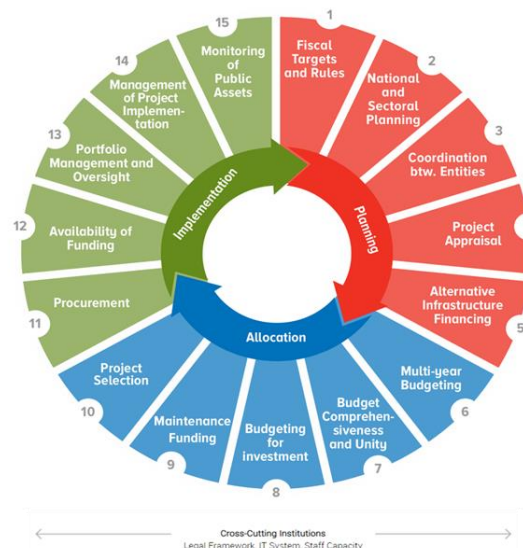 1
Fiscal
Targets
and Rules
2
National
and
Sectoral
Planning
3
Coordination
btw. Entities
Project
Appraisal
Alternative
Infrastructure
Financing
5
Multi-year
Budgeting
6
Budget
Comprehen-
siveness
and Unity
7
Budgeting
for
investment
8
Maintenance
Funding
9
Project
Selection
10
Procurement
11
Availability of
Funding
12
Portfolio
Management and
Oversight
13
Management
of Project
Implemen-
tation
14
Monitoring
of
Public
Assets
15
Implementation
Planning
Allocation
Cross-Cutting Institutions
Legal Framework, IT System, Staff Capacity